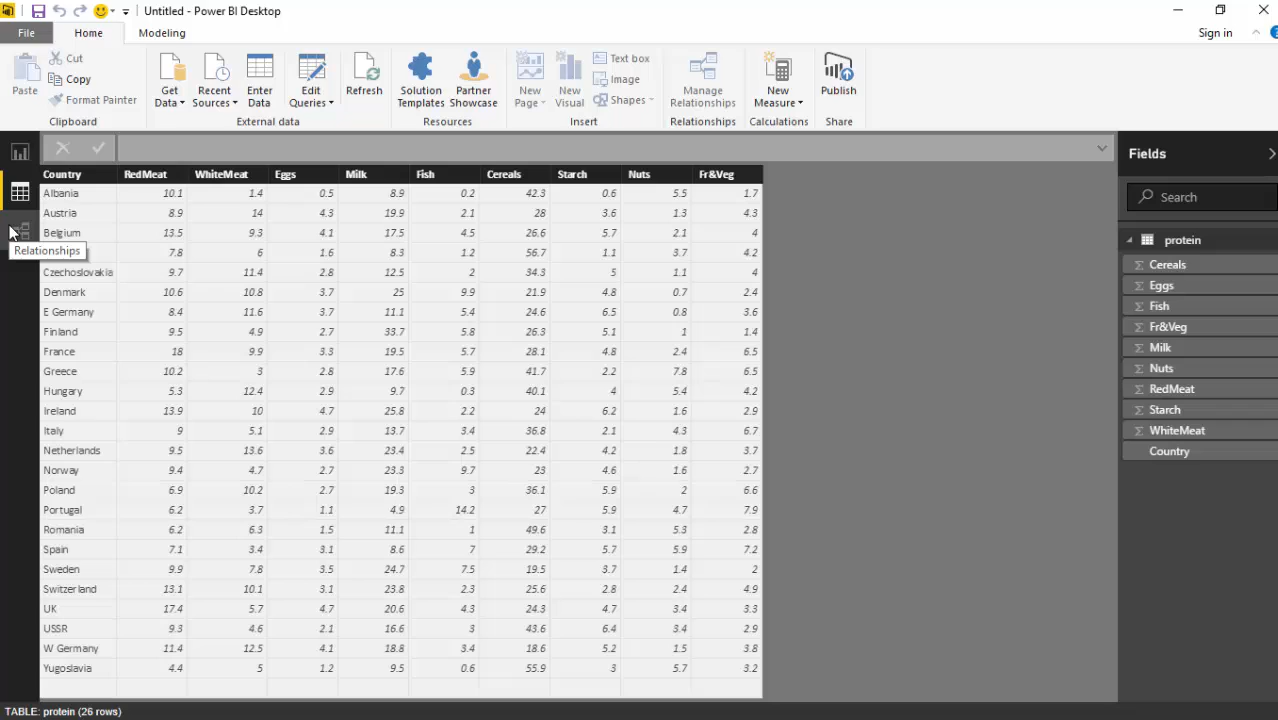 Untitled - Power BI Desktop
File Home Modeling Sign in
Paste
Cut
Copy
Format Painter
Clipboard
Get Data
Recent Sources
Enter Data
Edit Queries
Refresh
External data
Solution Templates
Partner Showcase
Resources
New Page
New Visual
Text box
Image
Shapes
Insert
Manage Relationships
Relationships
New Measure
Calculations
Publish
Share
Country RedMeat WhiteMeat Eggs Milk Fish Cereals Starch Nuts Fr&Veg
Albania 10.1 1.4 0.5 8.9 0.2 42.3 0.6 5.5 1.7
Austria 8.9 14 4.3 19.9 2.1 28 3.6 1.3 4.3
Belgium 13.5 9.3 4.1 17.5 4.5 26.6 5.7 2.1 4
Relationships
7.8 6 1.6 8.3 1.2 56.7 1.1 3.7 4.2
Czechoslovakia 9.7 11.4 2.8 12.5 2 34.3 5 1.1 4
Denmark 10.6 10.8 3.7 25 9.9 21.9 4.8 0.7 2.4
E Germany 8.4 11.6 3.7 11.1 5.4 24.6 6.5 0.8 3.6
Finland 9.5 4.9 2.7 33.7 5.8 26.3 5.1 1 1.4
France 18 9.9 3.3 19.5 5.7 28.1 4.8 2.4 6.5
Greece 10.2 3 2.8 17.6 5.9 41.7 2.2 7.8 6.5
Hungary 5.3 12.4 2.9 9.7 0.3 40.1 4 5.4 4.2
Ireland 13.9 10 4.7 25.8 2.2 24 6.2 1.6 2.9
Italy 9 5.1 2.9 13.7 3.4 36.8 2.1 4.3 6.7
Netherlands 9.5 13.6 3.6 23.4 2.5 22.4 4.2 1.8 3.7
Norway 9.4 4.7 2.7 23.3 9.7 23 4.6 1.6 2.7
Poland 6.9 10.2 2.7 19.3 3 36.1 5.9 2 6.6
Portugal 6.2 3.7 1.1 4.9 14.2 27 5.9 4.7 7.9
Romania 6.2 6.3 1.5 11.1 1 49.6 3.1 5.3 2.8
Spain 7.1 3.4 3.1 8.6 7 29.2 5.7 5.9 7.2
Sweden 9.9 7.8 3.5 24.7 7.5 19.5 3.7 1.4 2
Switzerland 13.1 10.1 3.1 23.8 2.3 25.6 2.8 2.4 4.9
UK 17.4 5.7 4.7 20.6 4.3 24.3 4.7 3.4 3.3
USSR 9.3 4.6 2.1 16.6 3 43.6 6.4 3.4 2.9
W Germany 11.4 12.5 4.1 18.8 3.4 18.6 5.2 1.5 3.8
Yugoslavia 4.4 5 1.2 9.5 0.6 55.9 3 5.7 3.2
Fields
Search
protein
Σ Cereals
Σ Eggs
Σ Fish
Σ Fr&Veg
Σ Milk
Σ Nuts
Σ RedMeat
Σ Starch
Σ WhiteMeat
Country
TABLE: protein (26 rows)